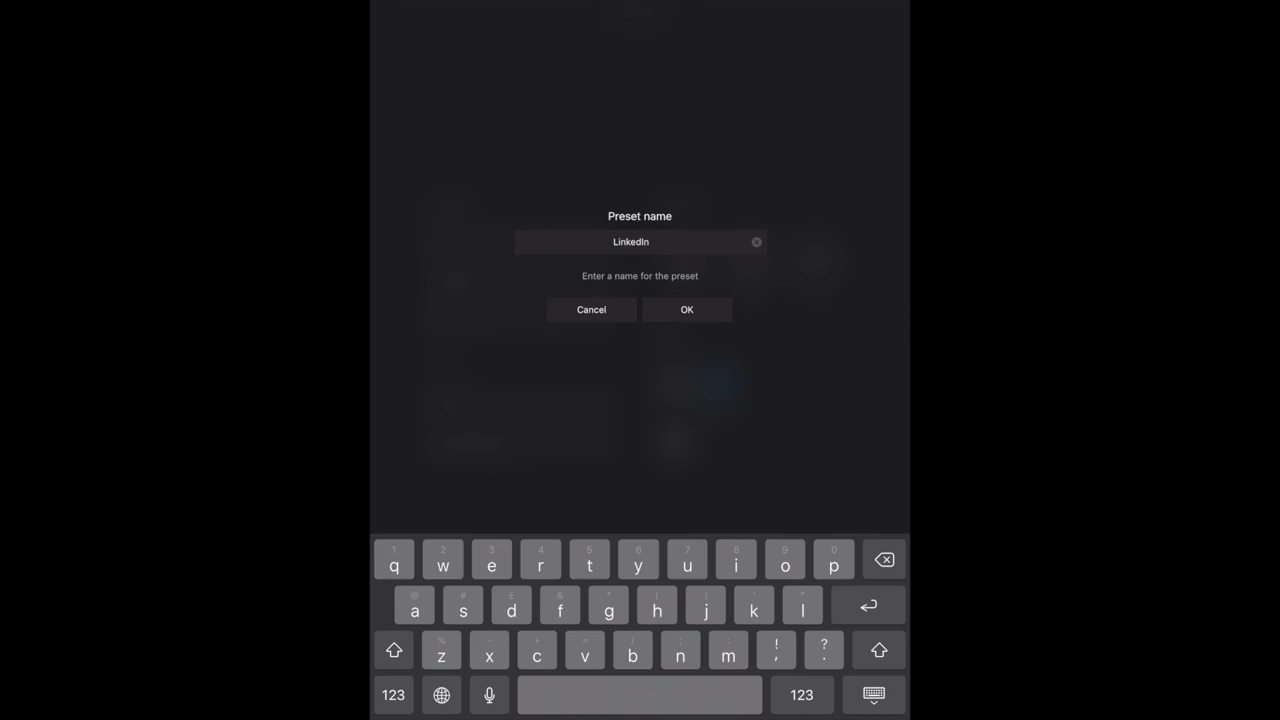 Preset name
LinkedIn
Enter a name for the preset
Cancel OK
1 2 3 4 5 6 7 8 9 0
q w e r t y u i o p
@ # £ & * ( ) ' "
a s d f g h j k l
% - + = / ; : ! ?
z x c v b n m , .
123 123